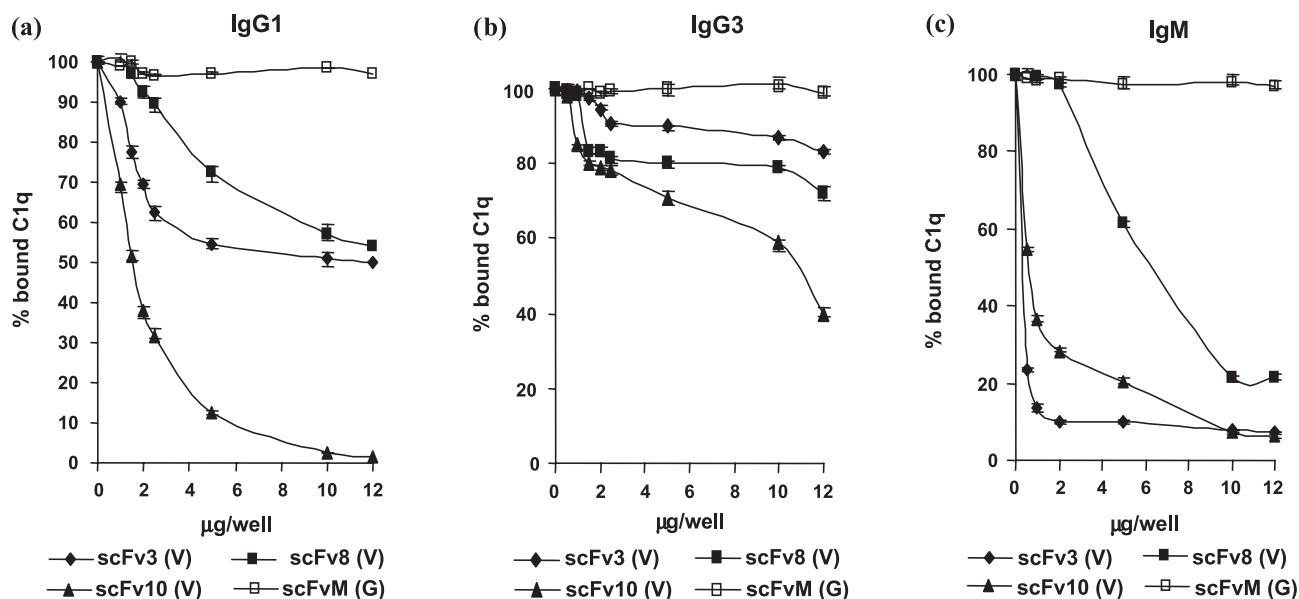 (a)
IgG1
% bound C1q
100
90
80
70
60
50
40
30
20
10
0
0 2 4 6 8 10 12
µg/well
scFv3 (V) scFv8 (V)
scFv10 (V) scFvM (G)
(b)
IgG3
% bound C1q
100
80
60
40
20
0
0 2 4 6 8 10 12
µg/well
scFv3 (V) scFv8 (V)
scFv10 (V) scFvM (G)
(c)
IgM
% bound C1q
100
80
60
40
20
0
0 2 4 6 8 10 12
µg/well
scFv3 (V) scFv8 (V)
scFv10 (V) scFvM (G)